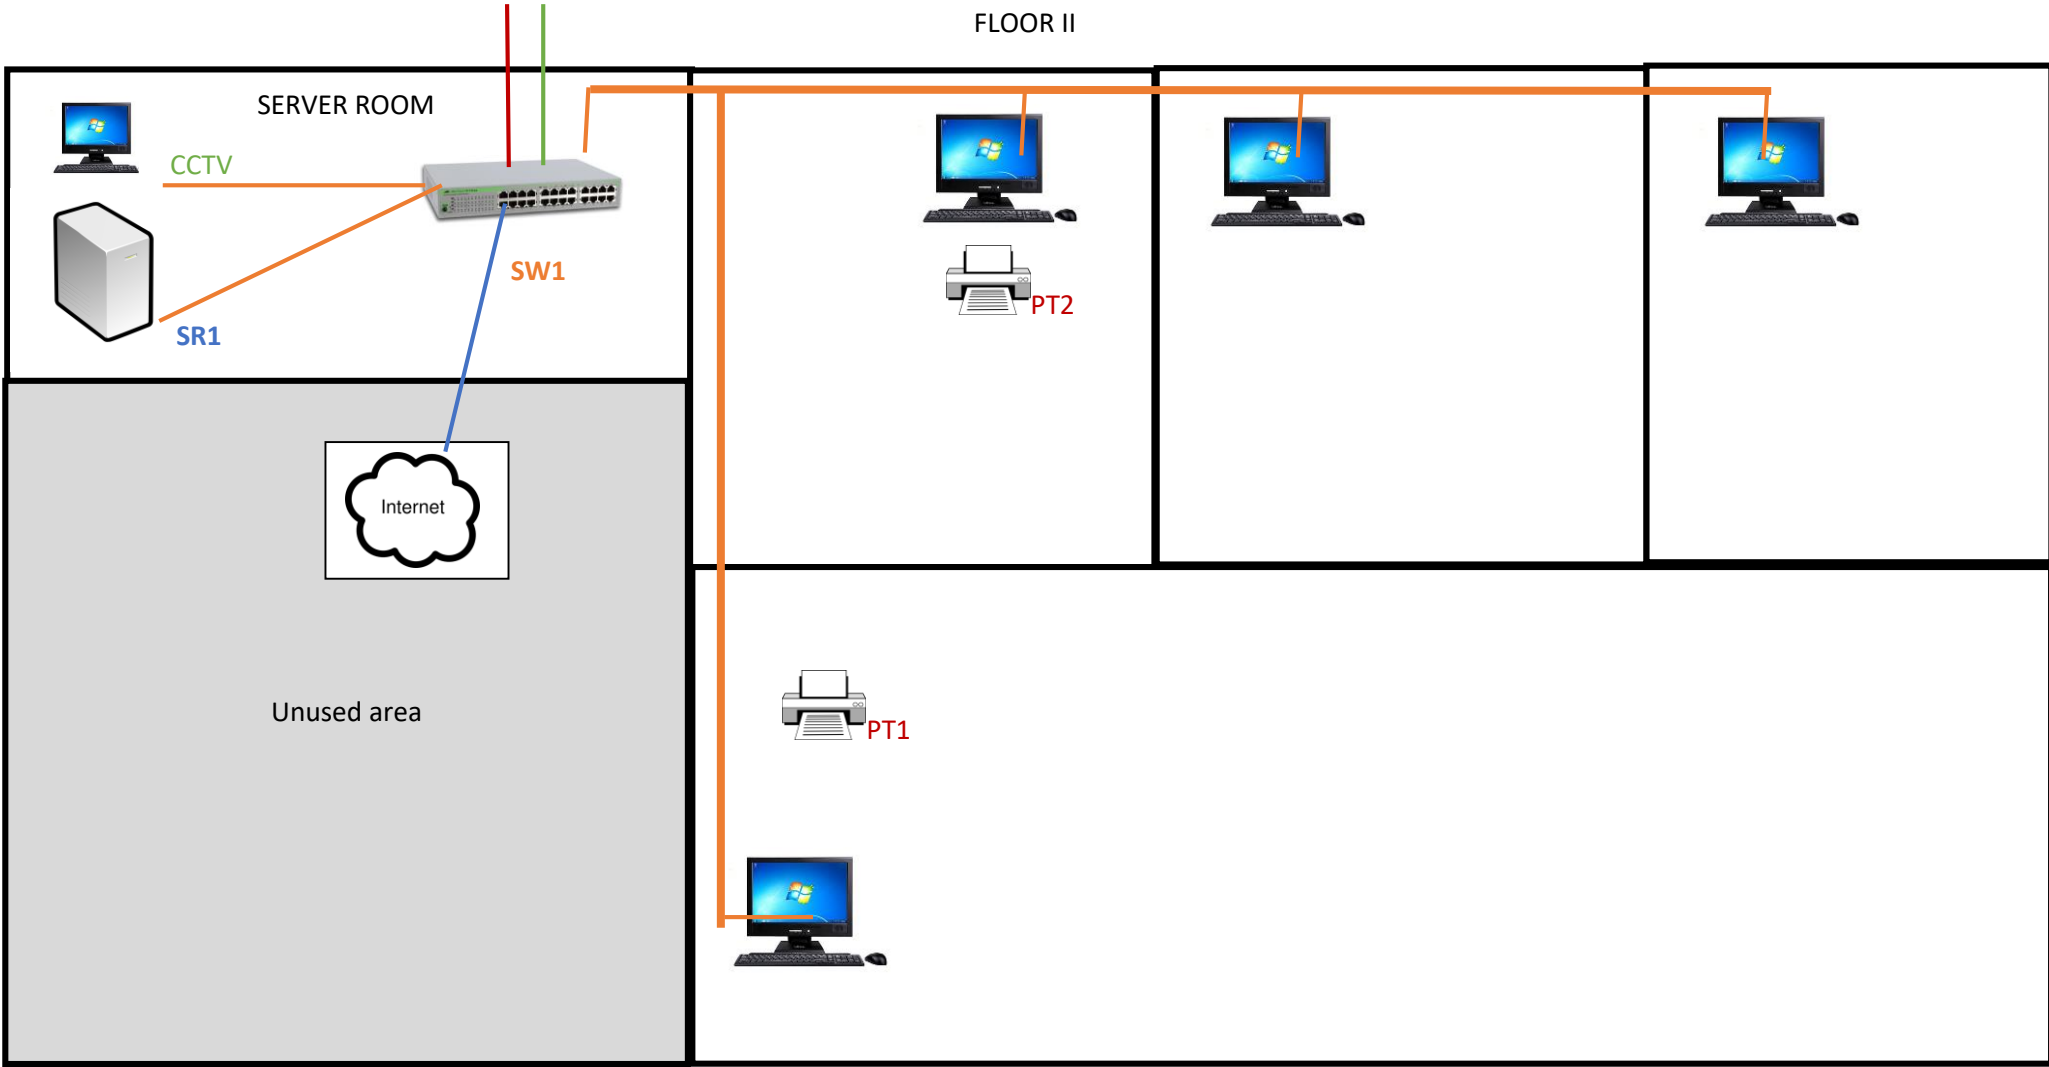 FLOOR II
SERVER ROOM
CCTV
SW1
SR1
PT2
Internet
Unused area
PT1